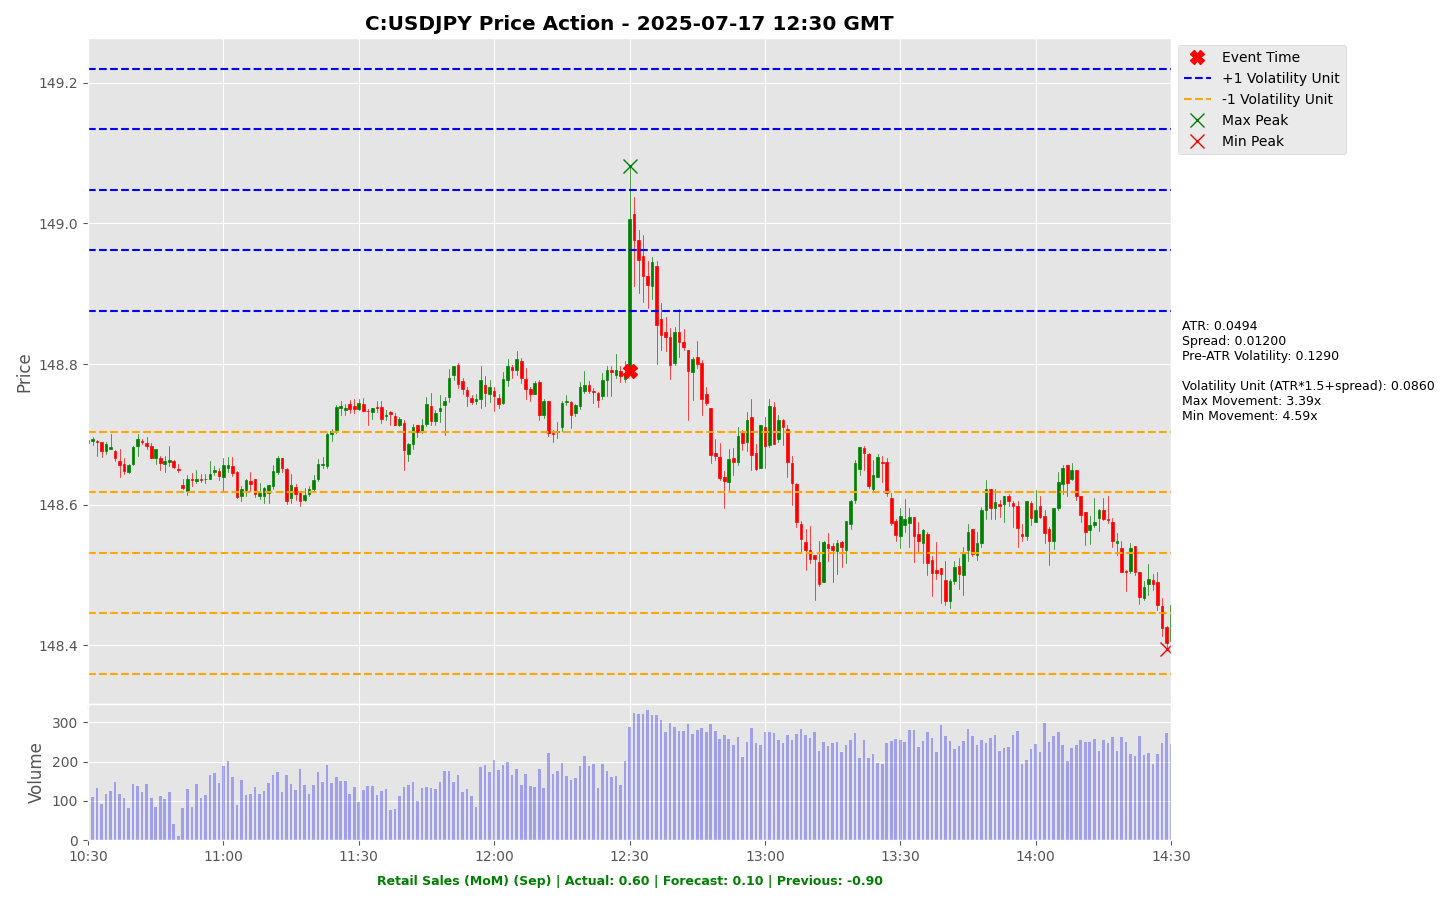 C:USDJPY Price Action - 2025-07-17 12:30 GMT
Event Time
+1 Volatility Unit
-1 Volatility Unit
Max Peak
Min Peak
Price
149.2
149.0
148.8
148.6
148.4
ATR: 0.0494
Spread: 0.01200
Pre-ATR Volatility: 0.1290
Volatility Unit (ATR*1.5+spread): 0.0860
Max Movement: 3.39x
Min Movement: 4.59x
Volume
300
200
100
0
10:30 11:00 11:30 12:00 12:30 13:00 13:30 14:00 14:30
Retail Sales (MoM) (Sep) | Actual: 0.60 | Forecast: 0.10 | Previous: -0.90